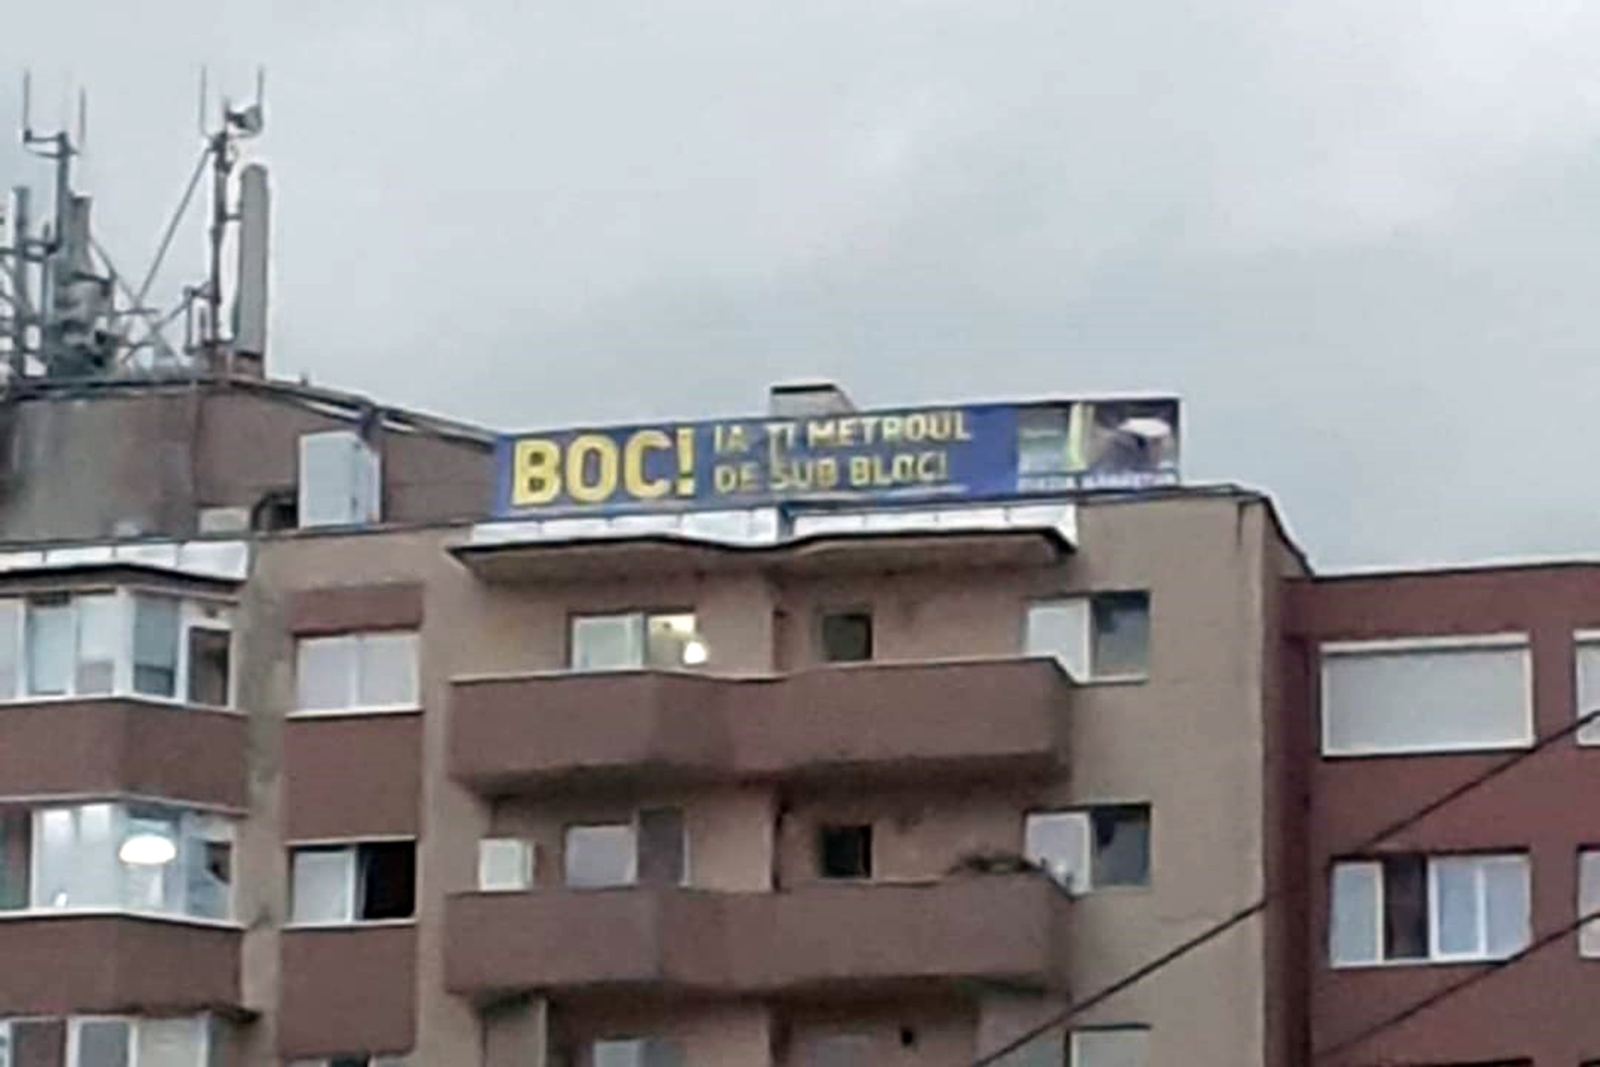 BOC!
IA-ȚI METROUL
DE SUB BLOC!